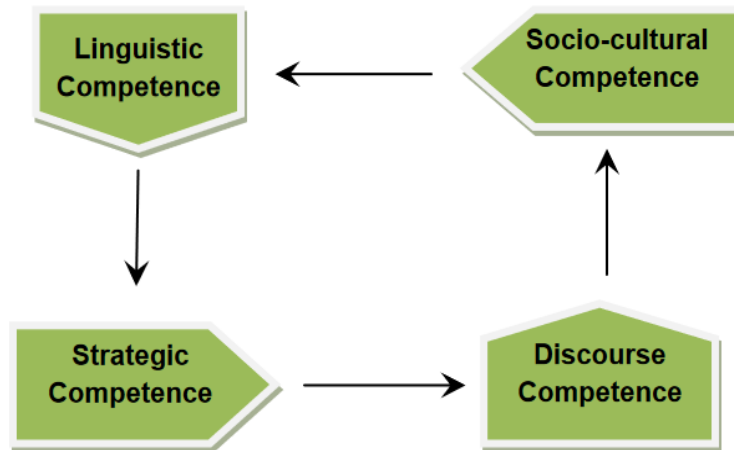 Linguistic
Competence
Socio-cultural
Competence
Strategic
Competence
Discourse
Competence